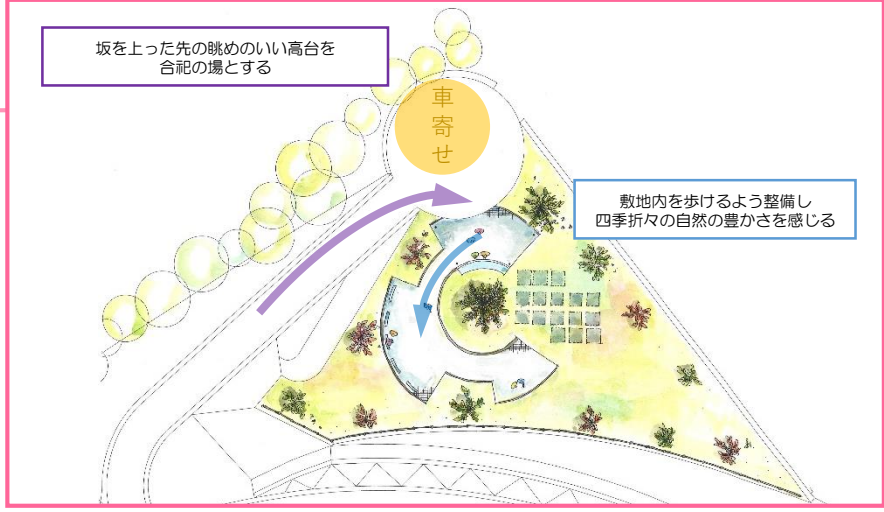 坂を上った先の眺めのいい高台を
合祀の場とする
車寄せ
敷地内を歩けるよう整備し
四季折々の自然の豊かさを感じる